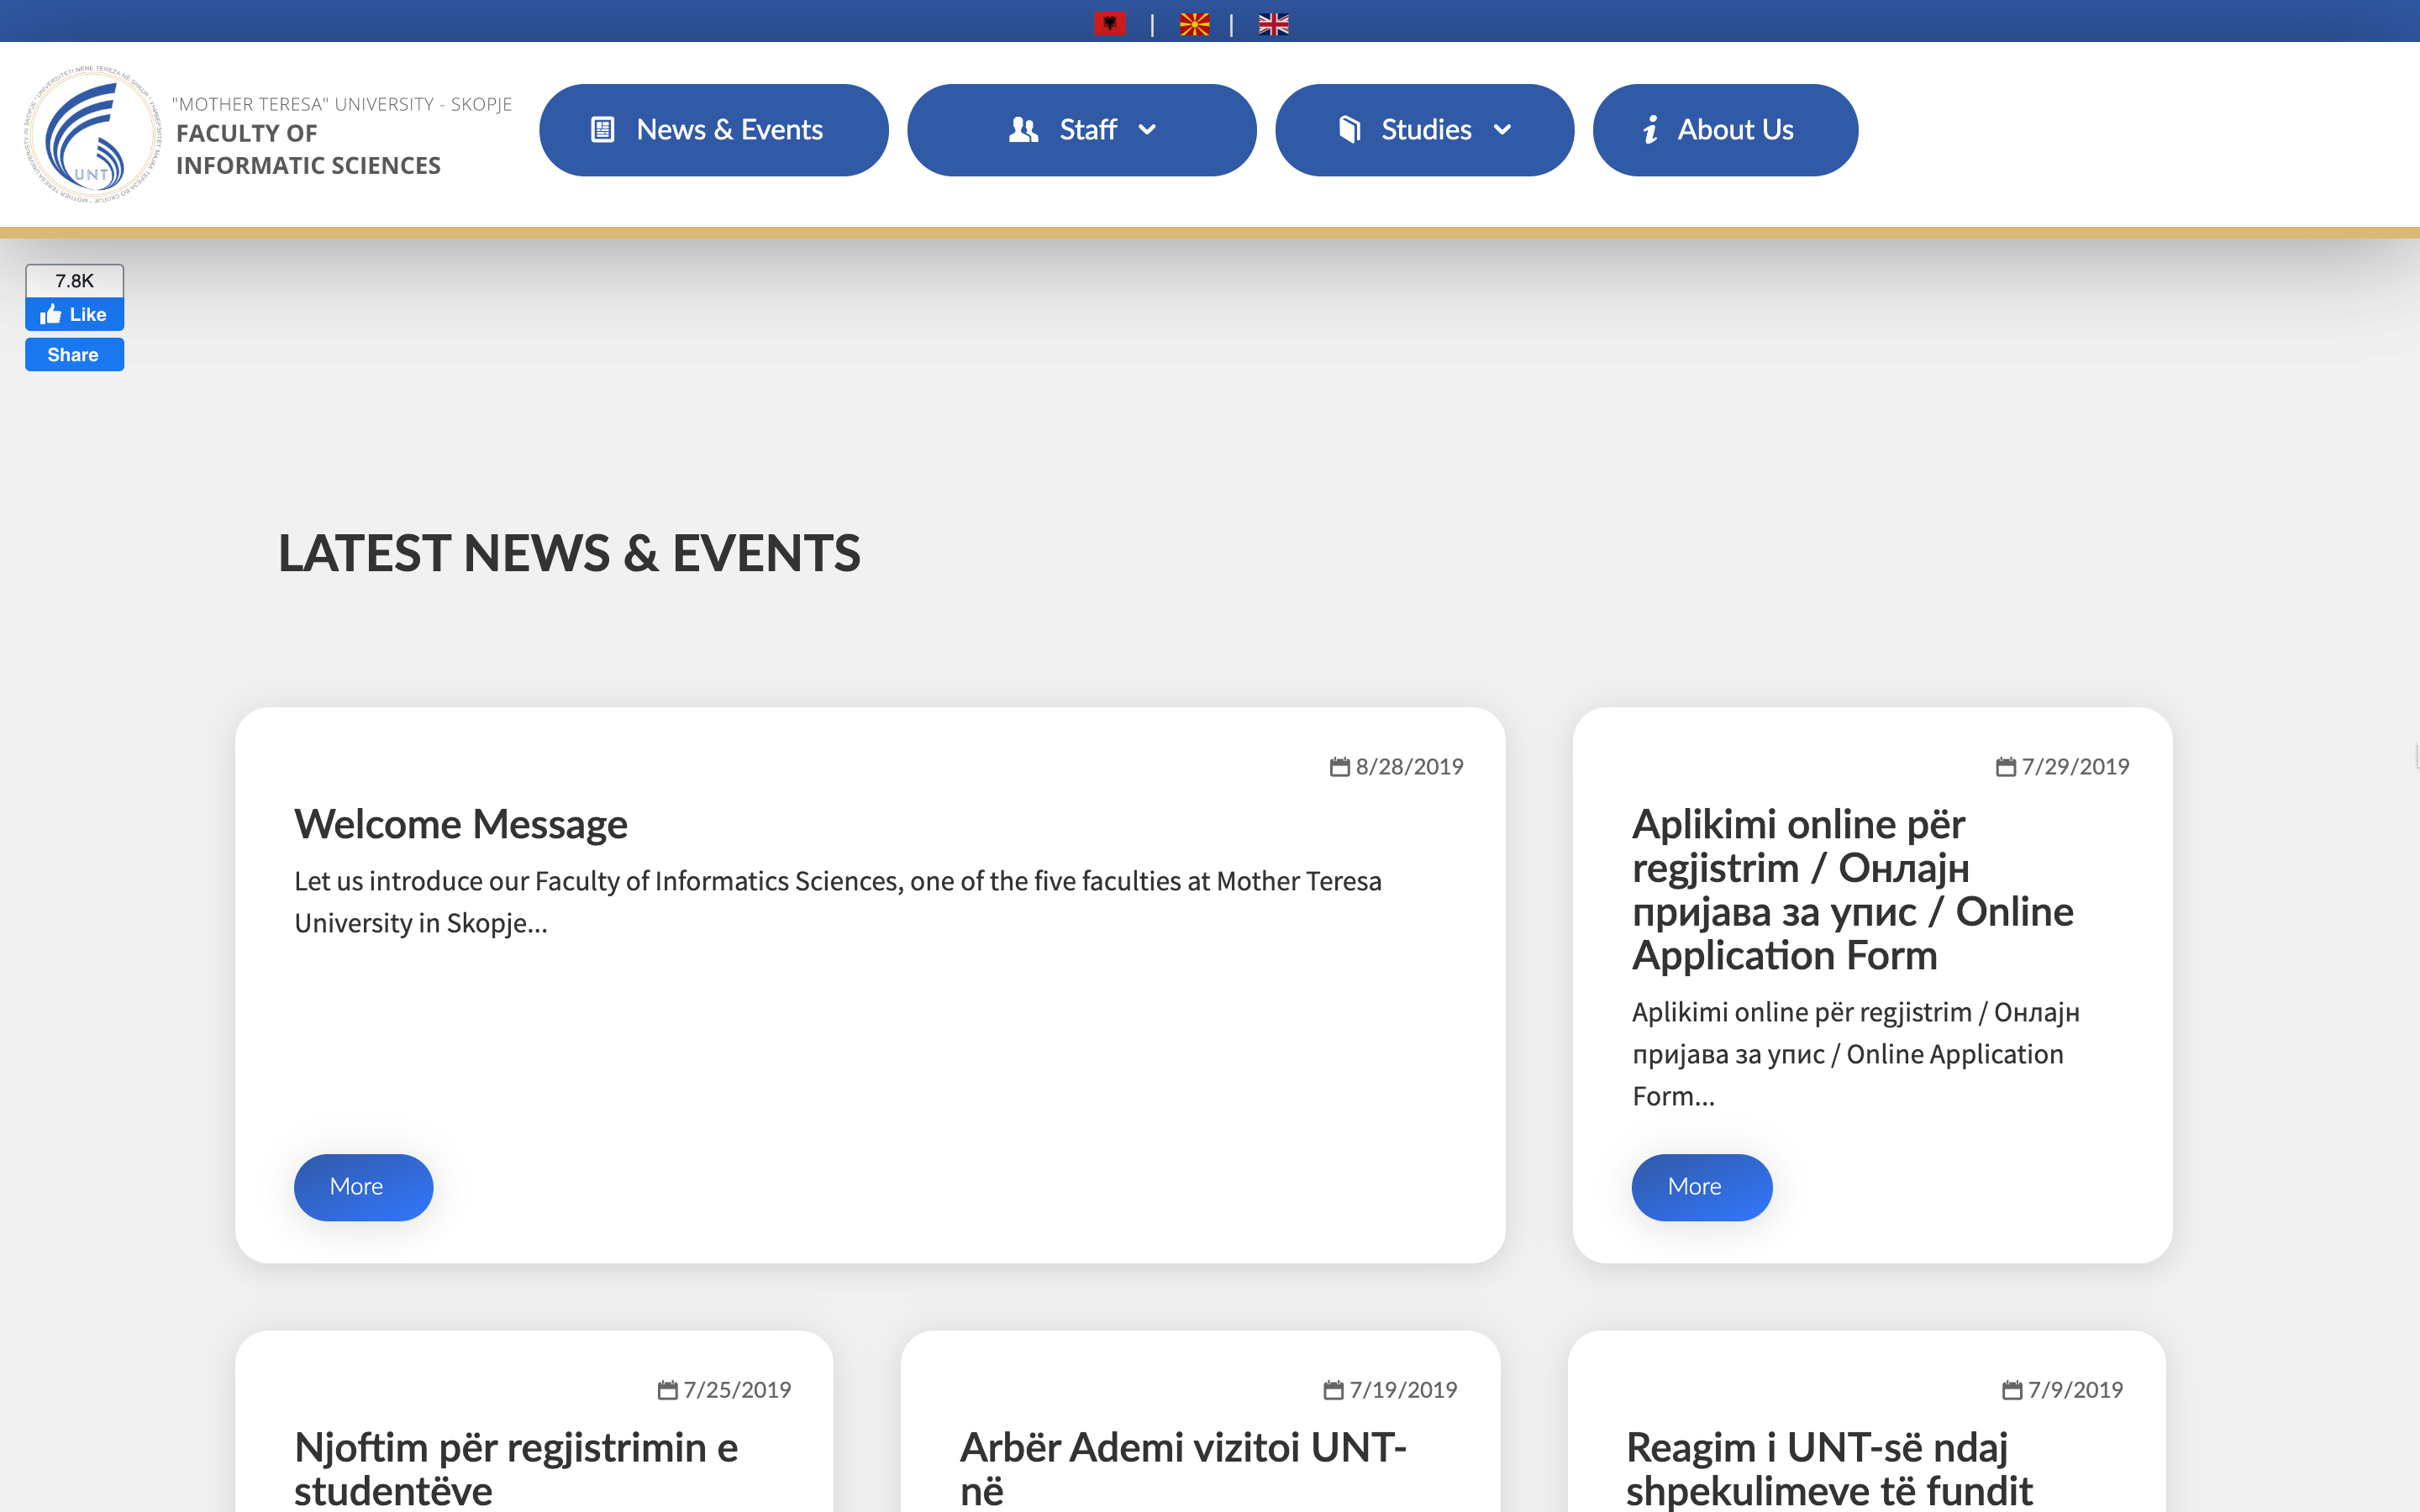 "MOTHER TERESA" UNIVERSITY - SKOPJE
FACULTY OF
INFORMATIC SCIENCES
UNT
News & Events
Staff
Studies
About Us
7.8K
Like
Share
LATEST NEWS & EVENTS
8/28/2019
Welcome Message
Let us introduce our Faculty of Informatics Sciences, one of the five faculties at Mother Teresa
University in Skopje...
More
7/29/2019
Aplikimi online për
regjistrim / Онлајн
пријава за упис / Online
Application Form
Aplikimi online për regjistrim / Онлајн
пријава за упис / Online Application
Form...
More
7/25/2019
Njoftim për regjistrimin e
studentëve
7/19/2019
Arbër Ademi vizitoi UNT-
në
7/9/2019
Reagim i UNT-së ndaj
shpekulimeve të fundit